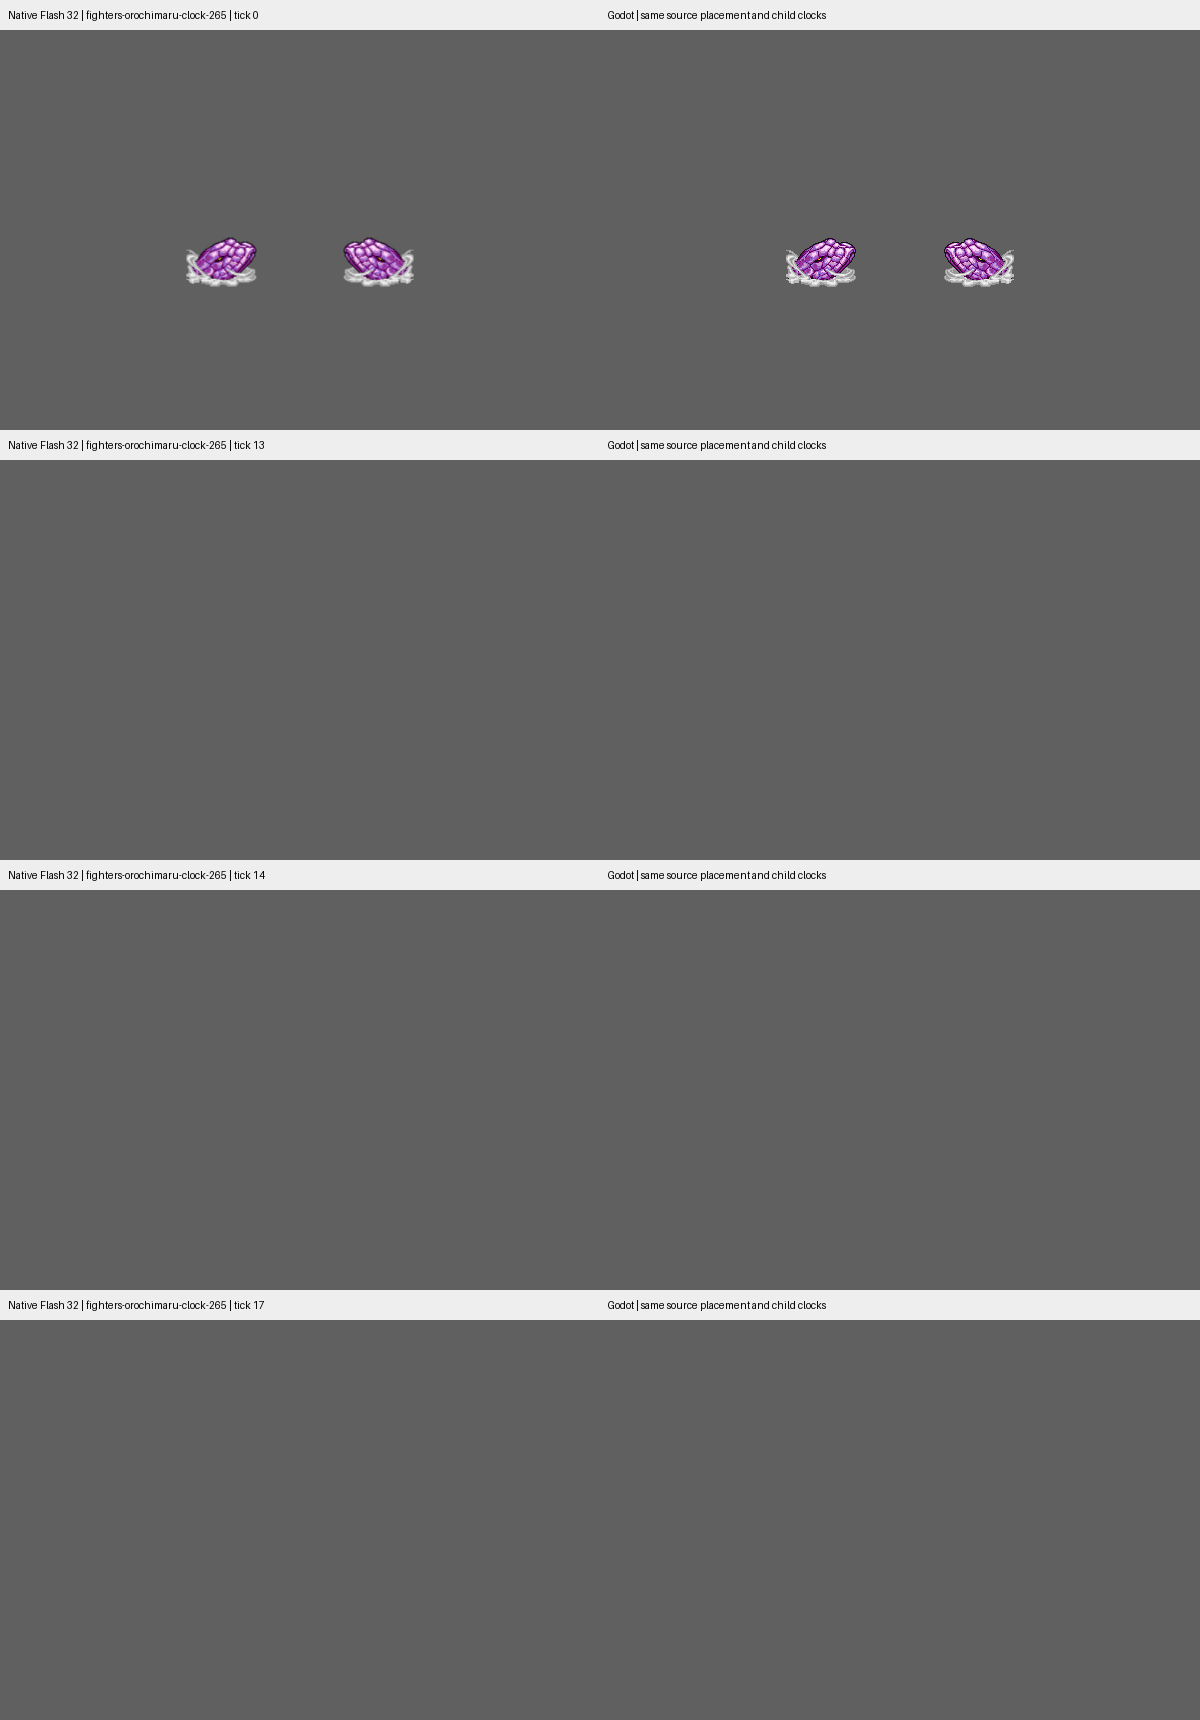 Native Flash 32 | fighters-orochimaru-clock-265 | tick 0
Godot | same source placement and child clocks
Native Flash 32 | fighters-orochimaru-clock-265 | tick 13
Godot | same source placement and child clocks
Native Flash 32 | fighters-orochimaru-clock-265 | tick 14
Godot | same source placement and child clocks
Native Flash 32 | fighters-orochimaru-clock-265 | tick 17
Godot | same source placement and child clocks